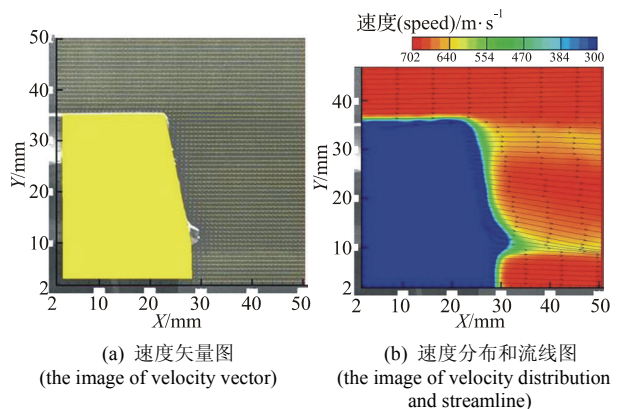 速度(speed)/m·s⁻¹
702 640 554 470 384 300
50
40
30
20
10
2
Y/mm
2 10 20 30 40 50
X/mm
40
30
20
10
2
Y/mm
2 10 20 30 40 50
X/mm
(a) 速度矢量图
(the image of velocity vector)
(b) 速度分布和流线图
(the image of velocity distribution
and streamline)